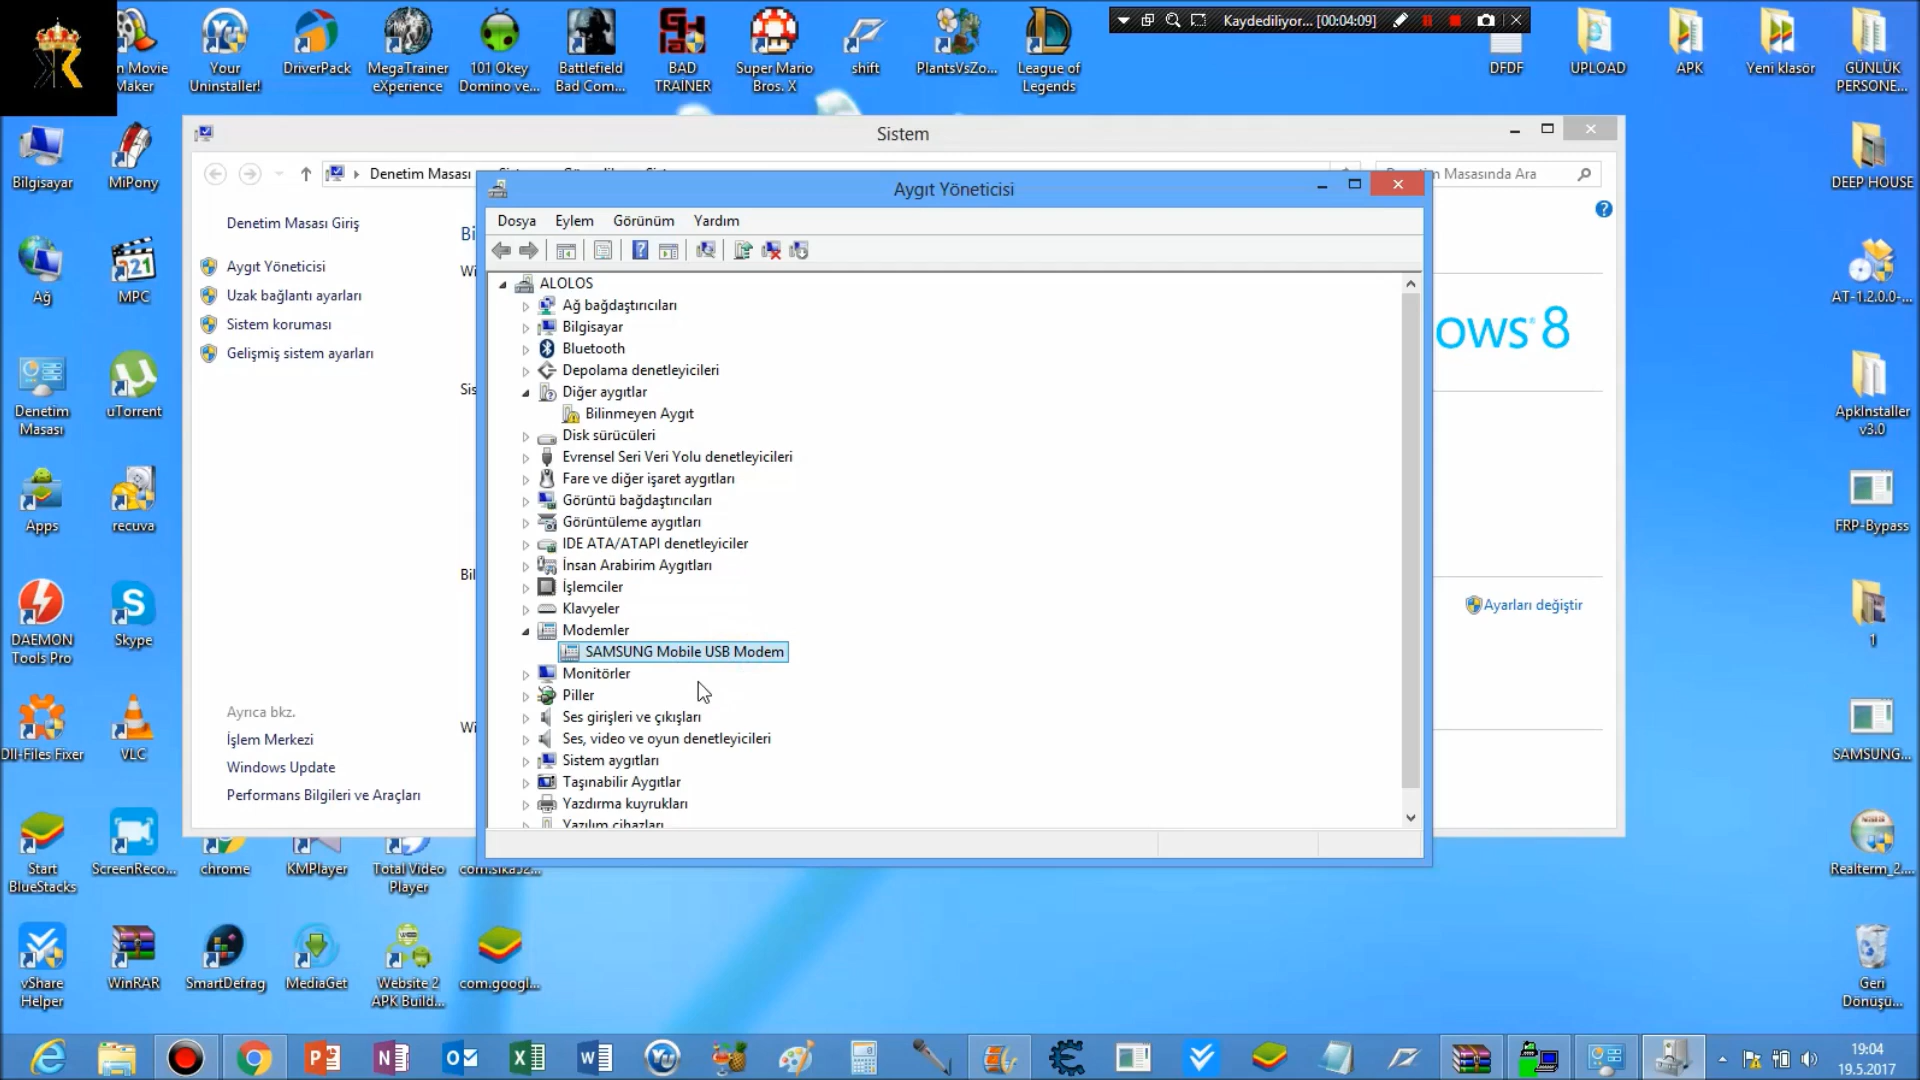 Kaydediliyor... [00:04:09]
n Movie
Maker
Your
Uninstaller!
DriverPack
MegaTrainer
eXperience
101 Okey
Domino ve...
Battlefield
Bad Com...
BAD
TRAINER
Super Mario
Bros. X
shift
PlantsVsZo...
League of
Legends
DFDF
UPLOAD
APK
Yeni klasör
GÜNLÜK
PERSONE...
Bilgisayar
MiPony
DEEP HOUSE
Ağ
MPC
AT-1.2.0.0-...
Denetim
Masası
uTorrent
ApkInstaller
v3.0
Apps
recuva
FRP-Bypass
DAEMON
Tools Pro
Skype
1
Dll-Files Fixer
VLC
SAMSUNG...
Start
BlueStacks
ScreenReco...
chrome
KMPlayer
Total Video
Player
com.sika52...
Realterm_2....
vShare
Helper
WinRAR
SmartDefrag
MediaGet
Website 2
APK Build...
com.googl...
Geri
Dönüşü...
Sistem
Denetim Masası
m Masasında Ara
Denetim Masası Giriş
Aygıt Yöneticisi
Uzak bağlantı ayarları
Sistem koruması
Gelişmiş sistem ayarları
Bi
Wi
Sis
Bil
Wi
ows 8
Ayarları değiştir
Ayrıca bkz.
İşlem Merkezi
Windows Update
Performans Bilgileri ve Araçları
Aygıt Yöneticisi
Dosya Eylem Görünüm Yardım
ALOLOS
Ağ bağdaştırıcıları
Bilgisayar
Bluetooth
Depolama denetleyicileri
Diğer aygıtlar
Bilinmeyen Aygıt
Disk sürücüleri
Evrensel Seri Veri Yolu denetleyicileri
Fare ve diğer işaret aygıtları
Görüntü bağdaştırıcıları
Görüntüleme aygıtları
IDE ATA/ATAPI denetleyiciler
İnsan Arabirim Aygıtları
İşlemciler
Klavyeler
Modemler
SAMSUNG Mobile USB Modem
Monitörler
Piller
Ses girişleri ve çıkışları
Ses, video ve oyun denetleyicileri
Sistem aygıtları
Taşınabilir Aygıtlar
Yazdırma kuyrukları
Yazılım cihazları
19:04
19.5.2017